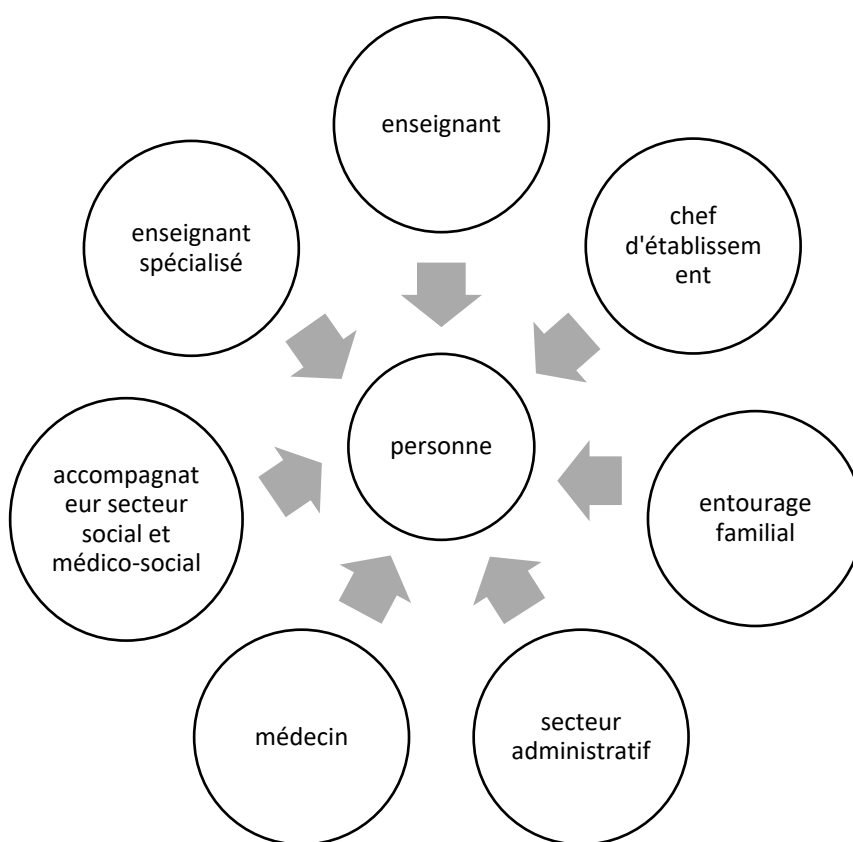 enseignant
chef
d'établissem
ent
enseignant
spécialisé
personne
accompagnat
eur secteur
social et
médico-social
entourage
familial
médecin
secteur
administratif